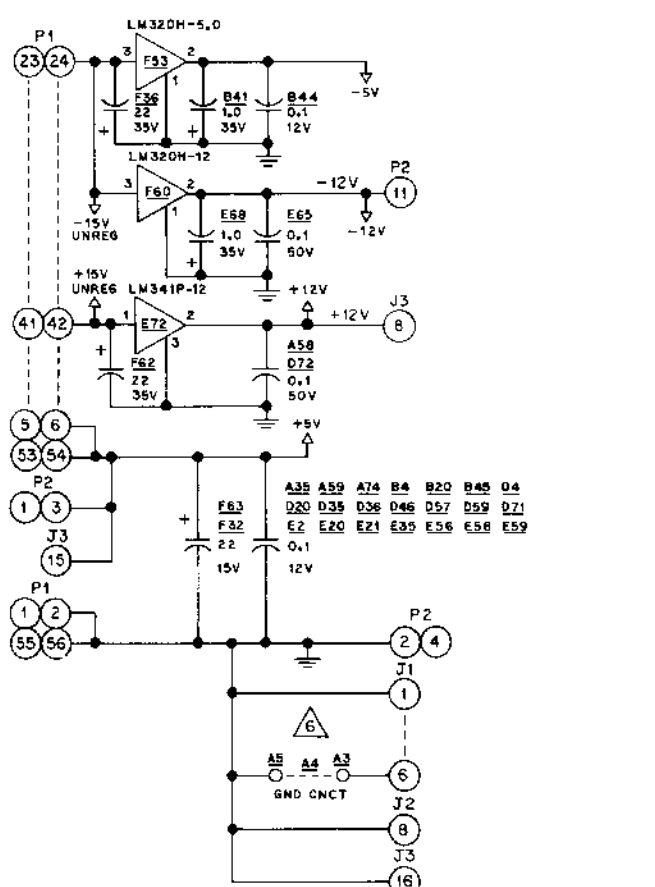 LM320H-5.0
P1
23 24
3 F53 2
1
F36
22
35V
+
B41
1.0
35V
+
B44
0.1
12V
-5V
LM320H-12
3 F60 2
1
-15V
UNREG
E68
1.0
35V
+
E65
0.1
50V
-12V
P2
11
-12V
+15V
UNREG
LM341P-12
41 42
1 E72 2
3
+
F62
22
35V
+12V
+12V
J3
8
A58
D72
0.1
50V
5 6
53 54
+5V
P2
1 3
J3
15
+
F63
F32
22
15V
A35 A59 A74 B4 B20 B45 D4
D20 D35 D36 D46 D57 D59 D71
E2 E20 E21 E35 E56 E58 E59
0.1
12V
P1
1 2
55 56
P2
2 4
J1
1
6
A5 A4 A3
GND CNCT
6
J2
8
J3
16